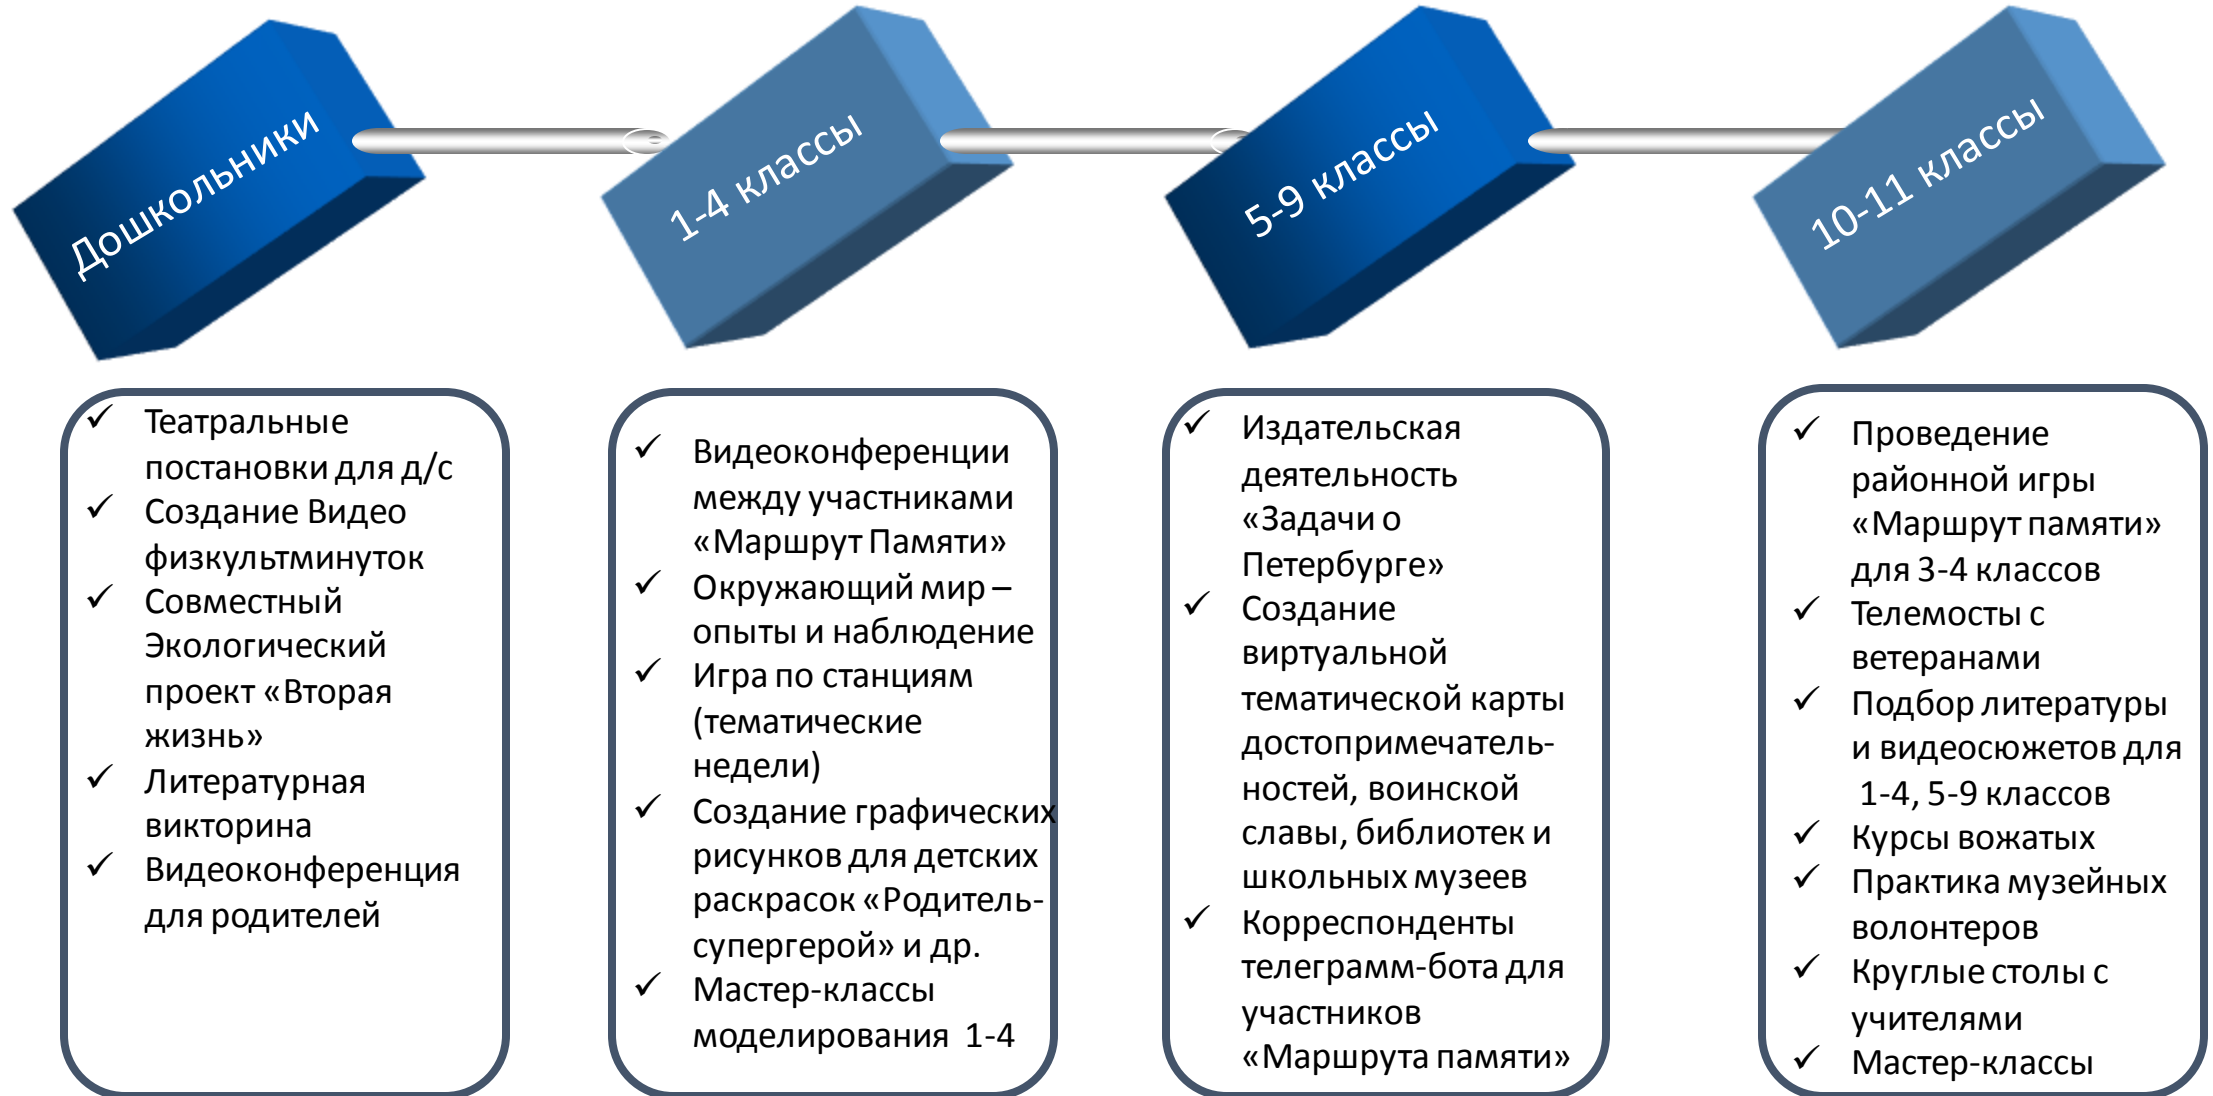 Дошкольники
1-4 классы
5-9 классы
10-11 классы
✓ Театральные
постановки для д/с
✓ Создание Видео
физкультминуток
✓ Совместный
Экологический
проект «Вторая
жизнь»
✓ Литературная
викторина
✓ Видеоконференция
для родителей
✓ Видеоконференции
между участниками
«Маршрут Памяти»
✓ Окружающий мир –
опыты и наблюдение
✓ Игра по станциям
(тематические
недели)
✓ Создание графических
рисунков для детских
раскрасок «Родитель-
супергерой» и др.
✓ Мастер-классы
моделирования 1-4
✓ Издательская
деятельность
«Задачи о
Петербурге»
✓ Создание
виртуальной
тематической карты
достопримечатель-
ностей, воинской
славы, библиотек и
школьных музеев
✓ Корреспонденты
телеграмм-бота для
участников
«Маршрута памяти»
✓ Проведение
районной игры
«Маршрут памяти»
для 3-4 классов
✓ Телемосты с
ветеранами
✓ Подбор литературы
и видеосюжетов для
1-4, 5-9 классов
✓ Курсы вожатых
✓ Практика музейных
волонтеров
✓ Круглые столы с
учителями
✓ Мастер-классы